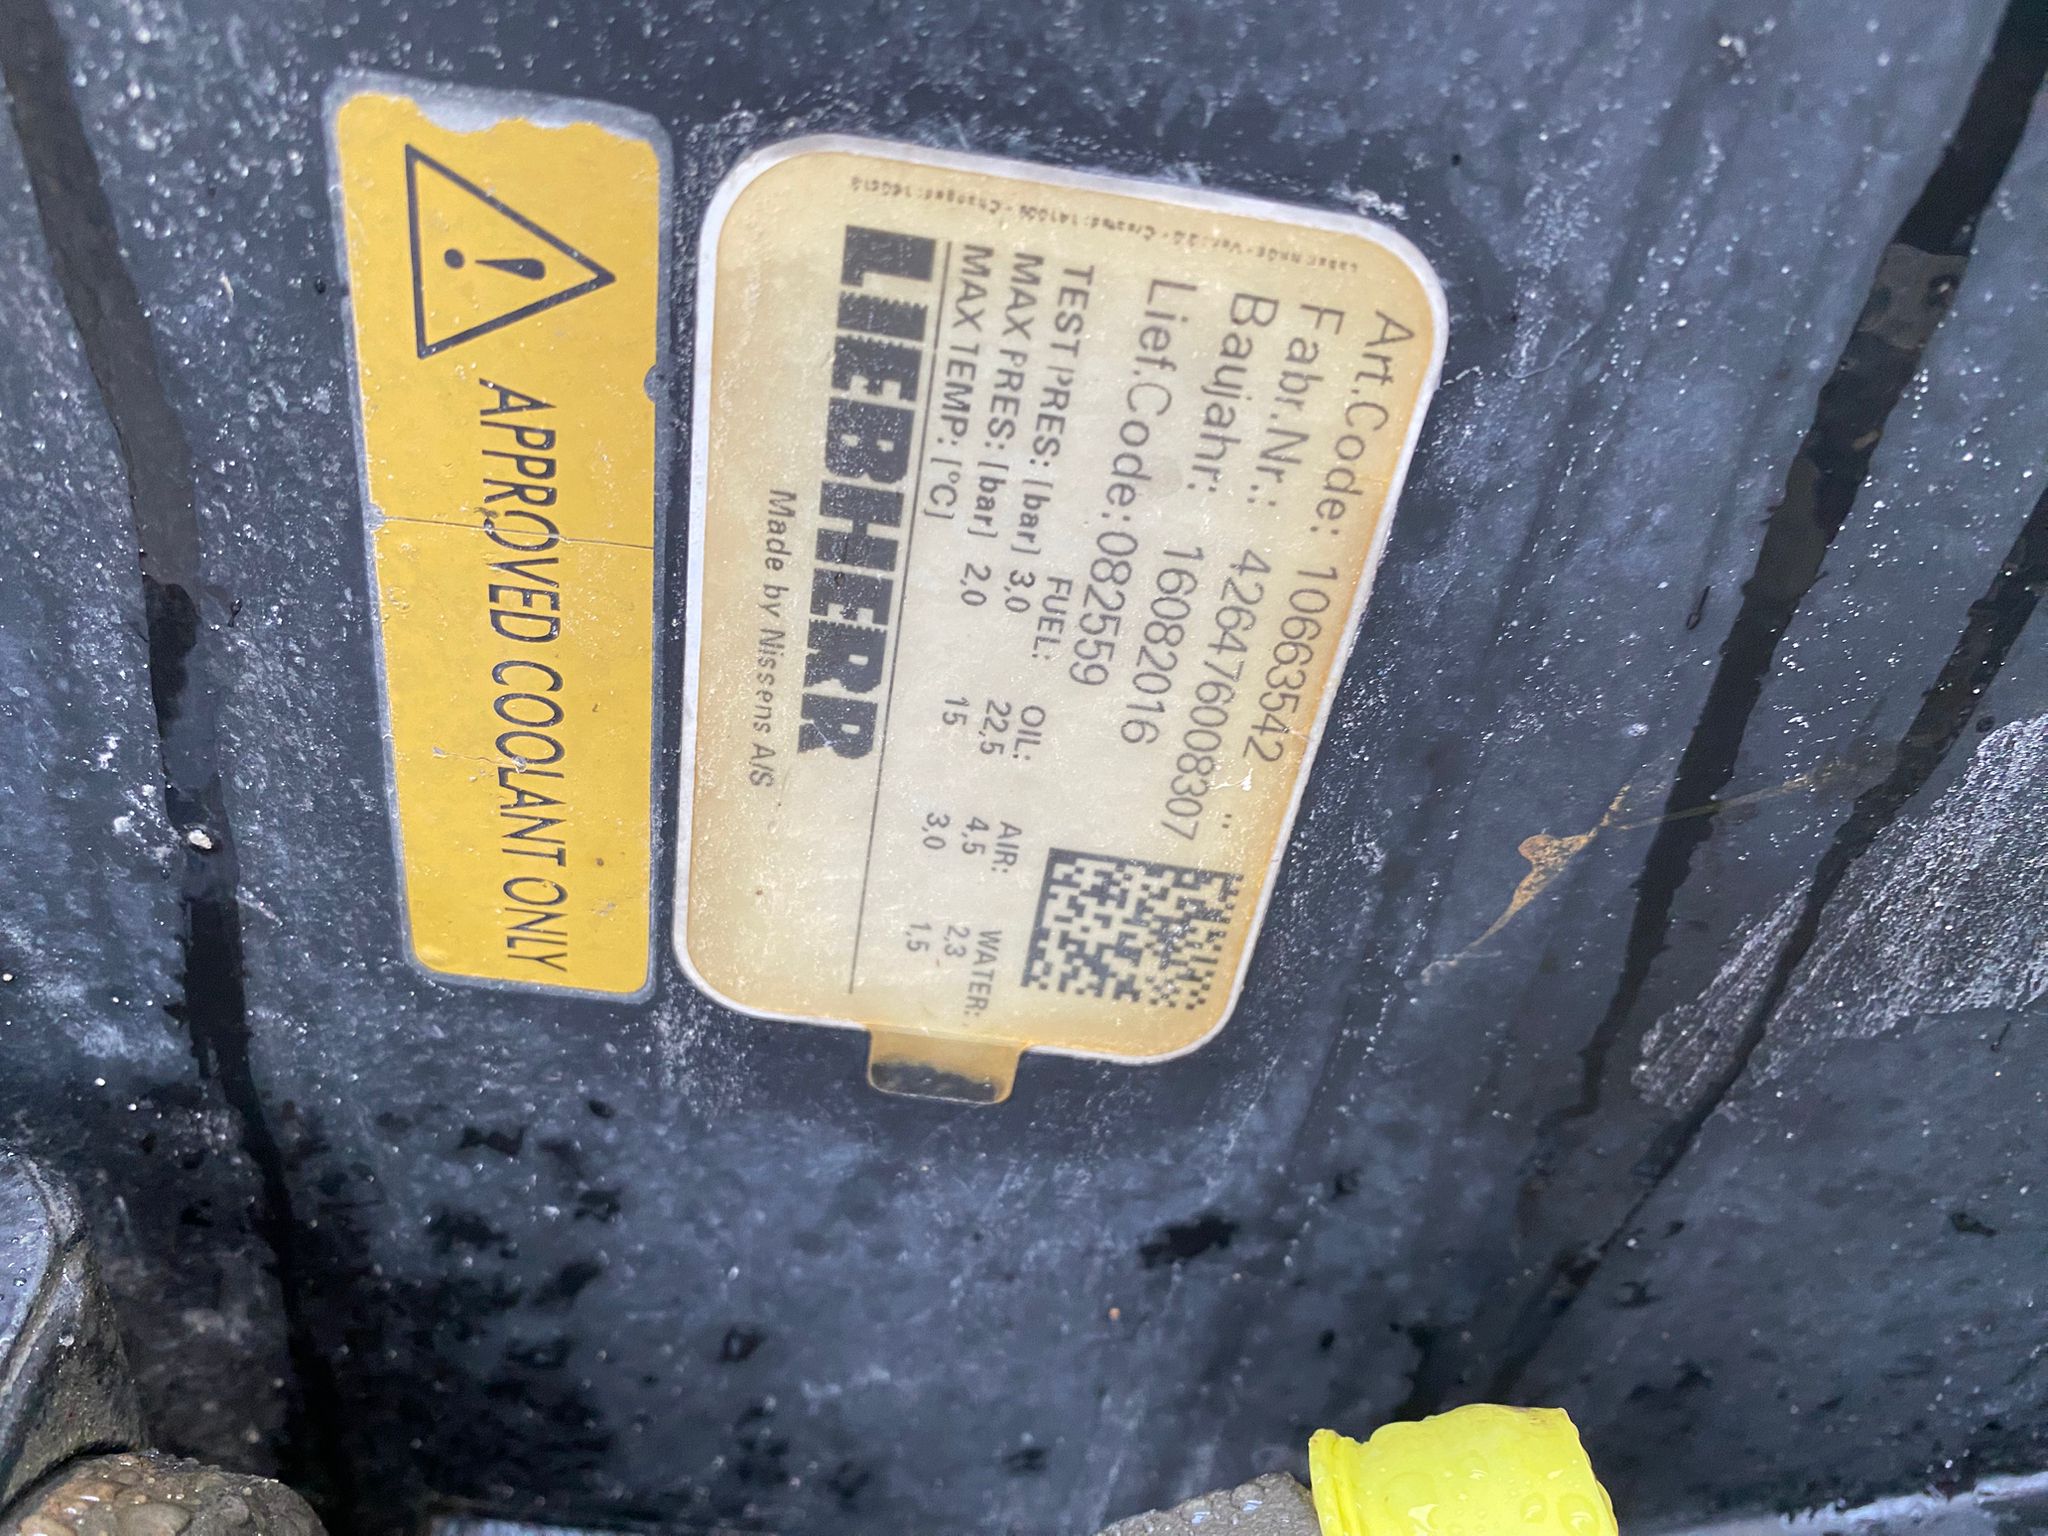 Art.Code: 10663542
Fabr.Nr.: 426476008307
Baujahr: 16082016
Lief.Code:0825559
FUEL: OIL: AIR: WATER:
TEST PRES: [bar] 3,0 22,5 4,5 2,3
MAX PRES: [bar] 2,0 15 3,0 1,5
MAX TEMP: [°C]
LIEBHERR
Made by Nissens A/S
APPROVED COOLANT ONLY